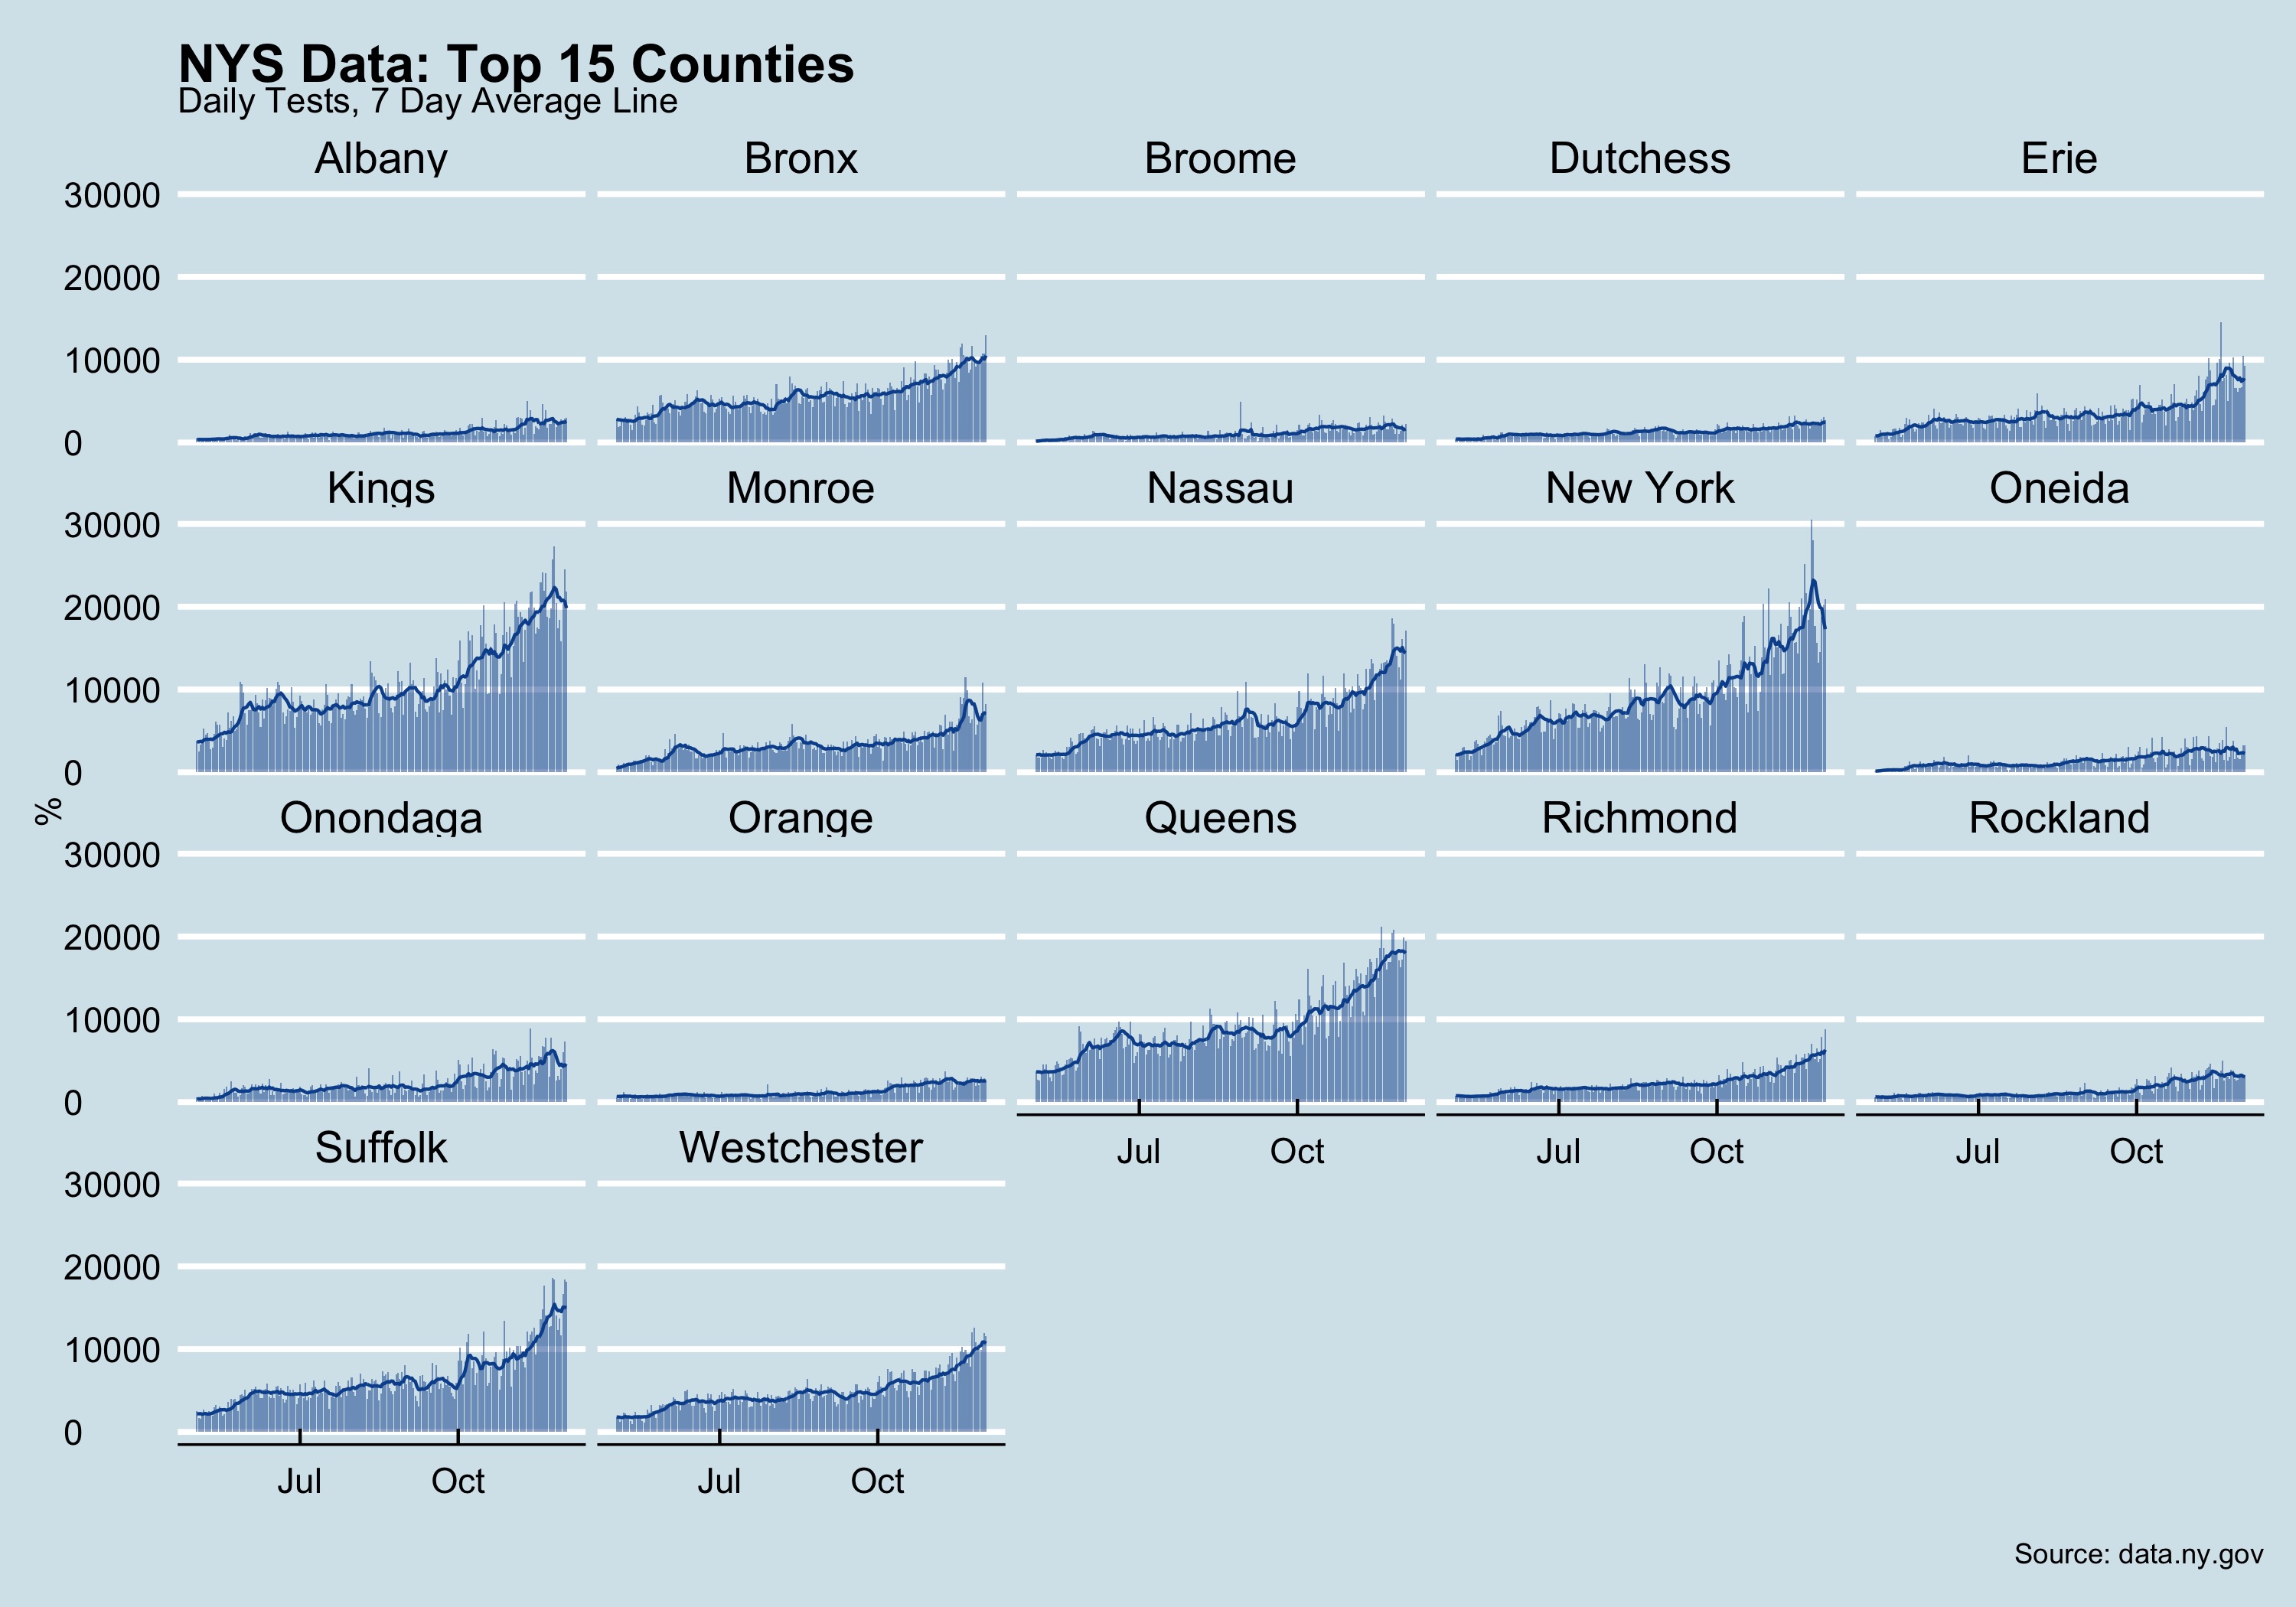 NYS Data: Top 15 Counties
Daily Tests, 7 Day Average Line
Albany Bronx Broome Dutchess Erie
30000
20000
10000
0
Kings Monroe Nassau New York Oneida
30000
20000
10000
0
%
Onondaga Orange Queens Richmond Rockland
30000
20000
10000
0
Jul Oct Jul Oct Jul Oct
Suffolk Westchester
30000
20000
10000
0
Jul Oct Jul Oct
Source: data.ny.gov